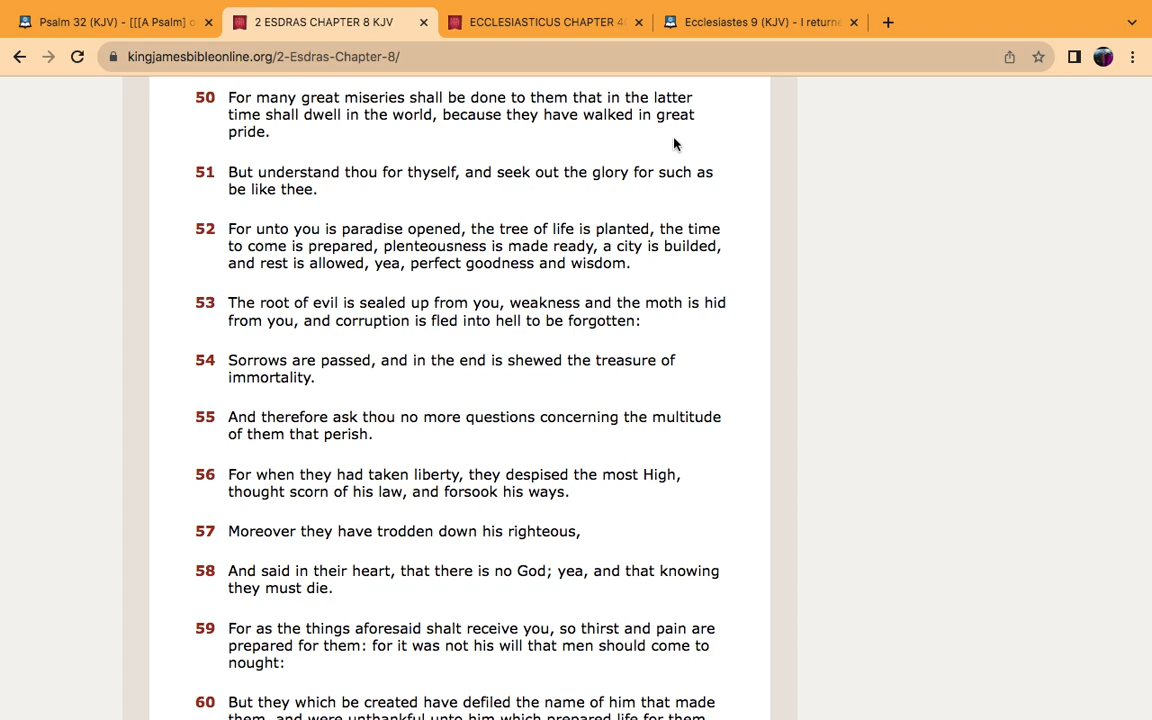 Psalm 32 (KJV) - [[[A Psalm] o
2 ESDRAS CHAPTER 8 KJV
ECCLESIASTICUS CHAPTER 4
Ecclesiastes 9 (KJV) - I return
kingjamesbibleonline.org/2-Esdras-Chapter-8/
50 For many great miseries shall be done to them that in the latter
time shall dwell in the world, because they have walked in great
pride.
51 But understand thou for thyself, and seek out the glory for such as
be like thee.
52 For unto you is paradise opened, the tree of life is planted, the time
to come is prepared, plenteousness is made ready, a city is builded,
and rest is allowed, yea, perfect goodness and wisdom.
53 The root of evil is sealed up from you, weakness and the moth is hid
from you, and corruption is fled into hell to be forgotten:
54 Sorrows are passed, and in the end is shewed the treasure of
immortality.
55 And therefore ask thou no more questions concerning the multitude
of them that perish.
56 For when they had taken liberty, they despised the most High,
thought scorn of his law, and forsook his ways.
57 Moreover they have trodden down his righteous,
58 And said in their heart, that there is no God; yea, and that knowing
they must die.
59 For as the things aforesaid shalt receive you, so thirst and pain are
prepared for them: for it was not his will that men should come to
nought:
60 But they which be created have defiled the name of him that made
them, and were unthankful unto him which prepared life for them.